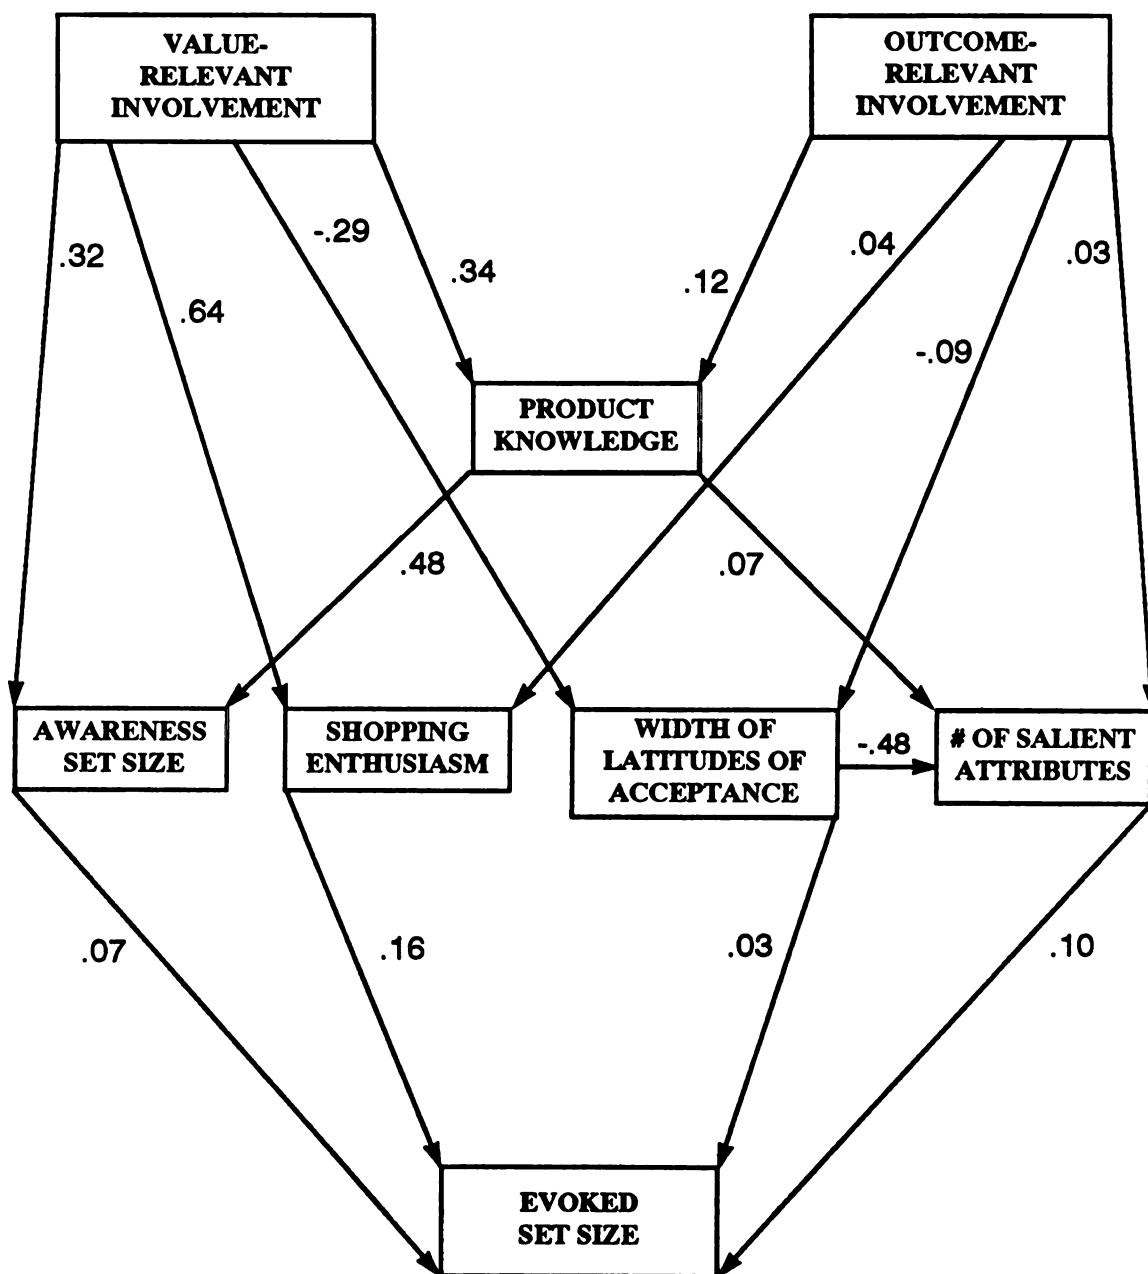 VALUE-
RELEVANT
INVOLVEMENT
OUTCOME-
RELEVANT
INVOLVEMENT
.32
.64
-.29
.34
.12
.04
-.09
.03
PRODUCT
KNOWLEDGE
.48
.07
AWARENESS
SET SIZE
SHOPPING
ENTHUSIASM
WIDTH OF
LATITUDES OF
ACCEPTANCE
-.48
# OF SALIENT
ATTRIBUTES
.07
.16
.03
.10
EVOKED
SET SIZE